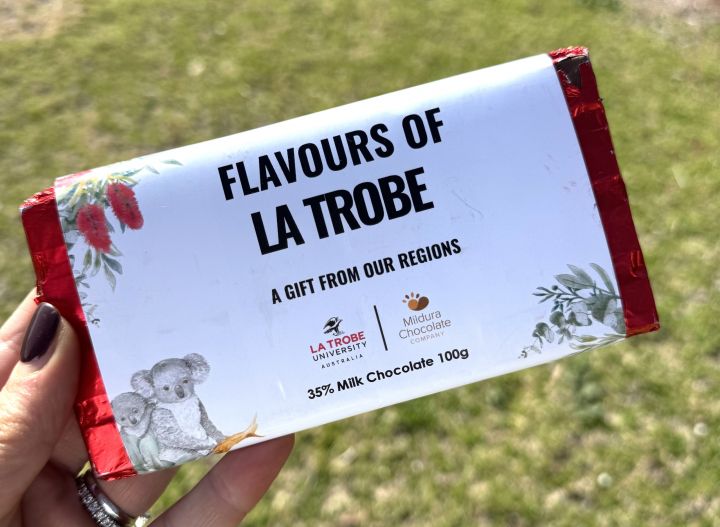 FLAVOURS OF
LA TROBE
A GIFT FROM OUR REGIONS
LA TROBE
UNIVERSITY
AUSTRALIA
Mildura
Chocolate
COMPANY
35% Milk Chocolate 100g